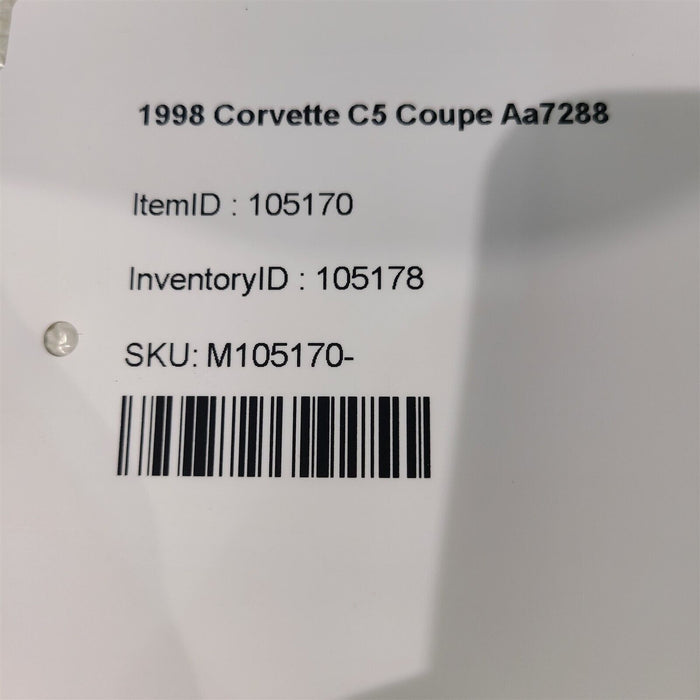 1998 Corvette C5 Coupe Aa7288
ItemID : 105170
InventoryID : 105178
SKU: M105170-